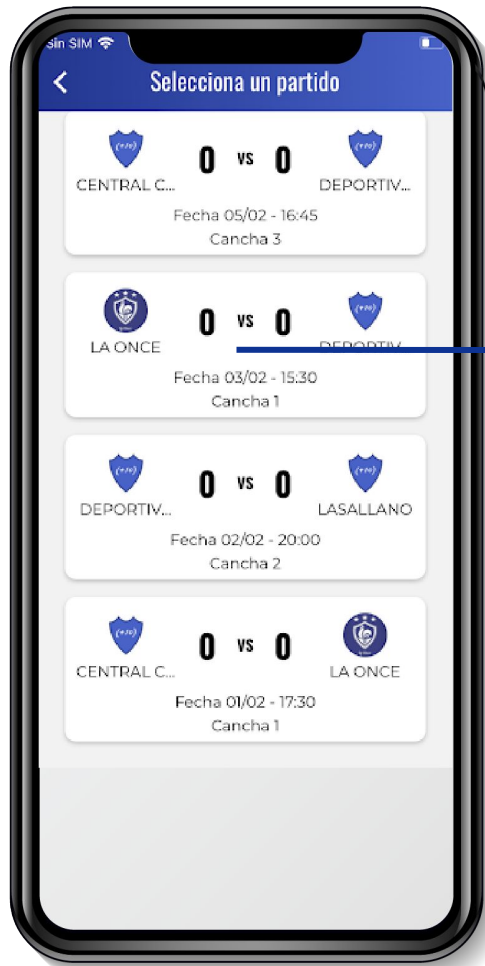 Sin SIM
Selecciona un partido
0 vs 0
CENTRAL C... DEPORTIV...
Fecha 05/02 - 16:45
Cancha 3
0 vs 0
LA ONCE DEPORTIV...
Fecha 03/02 - 15:30
Cancha 1
0 vs 0
DEPORTIV... LASALLANO
Fecha 02/02 - 20:00
Cancha 2
0 vs 0
CENTRAL C... LA ONCE
Fecha 01/02 - 17:30
Cancha 1